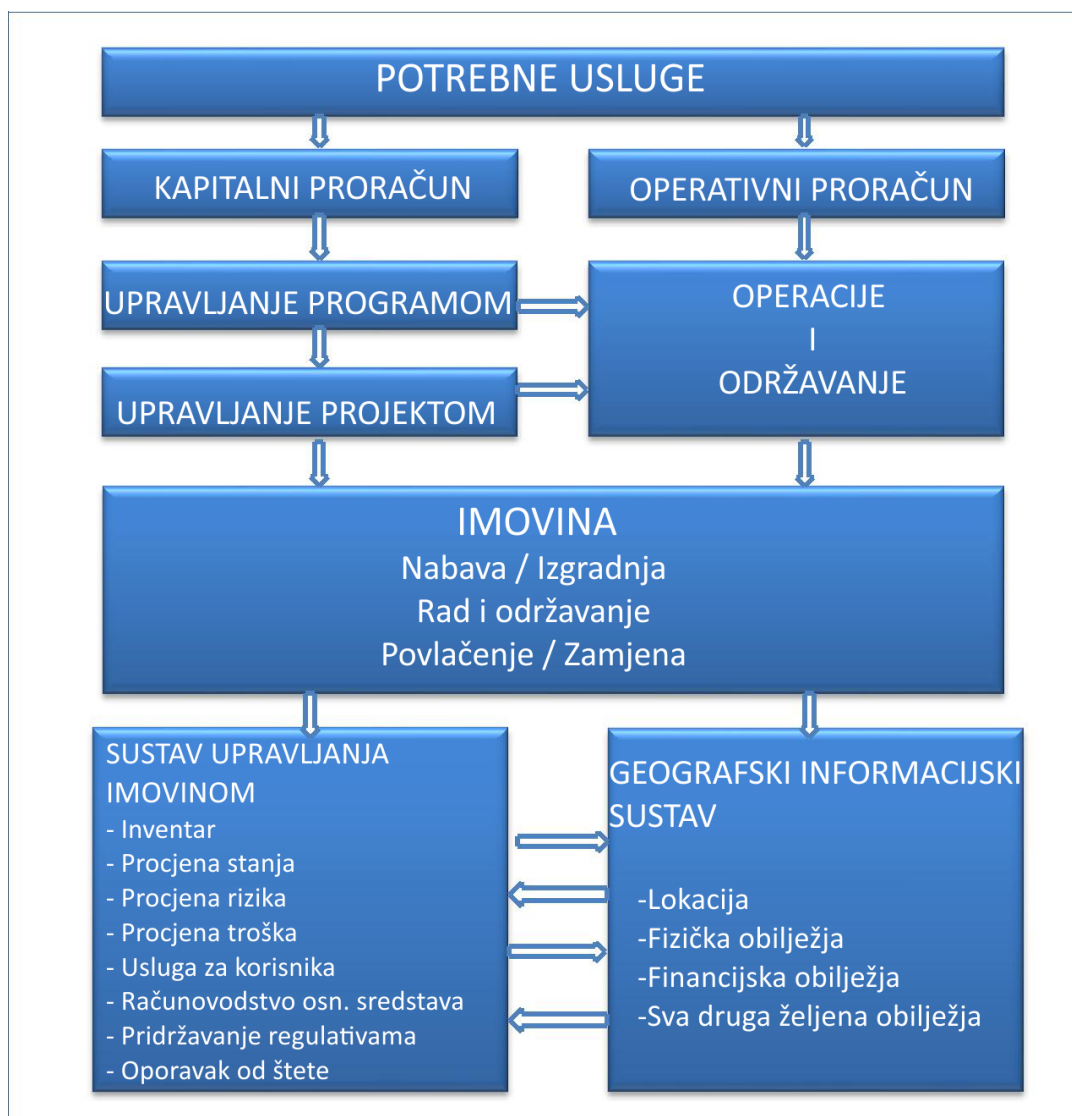 POTREBNE USLUGE
KAPITALNI PRORAČUN
OPERATIVNI PRORAČUN
UPRAVLJANJE PROGRAMOM
OPERACIJE
I
ODRŽAVANJE
UPRAVLJANJE PROJEKTOM
IMOVINA
Nabava / Izgradnja
Rad i održavanje
Povlačenje / Zamjena
SUSTAV UPRAVLJANJA
IMOVINOM
- Inventar
- Procjena stanja
- Procjena rizika
- Procjena troška
- Usluga za korisnika
- Računovodstvo osn. sredstava
- Pridržavanje regulativama
- Oporavak od štete
GEOGRAFSKI INFORMACIJSKI
SUSTAV
-Lokacija
-Fizička obilježja
-Financijska obilježja
-Sva druga željena obilježja